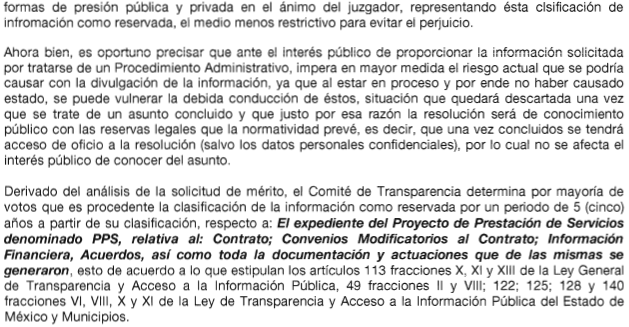 formas de presión pública y privada en el ánimo del juzgador, representando ésta clsificación de
infromación como reservada, el medio menos restrictivo para evitar el perjuicio.
Ahora bien, es oportuno precisar que ante el interés público de proporcionar la información solicitada
por tratarse de un Procedimiento Administrativo, impera en mayor medida el riesgo actual que se podría
causar con la divulgación de la información, ya que al estar en proceso y por ende no haber causado
estado, se puede vulnerar la debida conducción de éstos, situación que quedará descartada una vez
que se trate de un asunto concluido y que justo por esa razón la resolución será de conocimiento
público con las reservas legales que la normatividad prevé, es decir, que una vez concluidos se tendrá
acceso de oficio a la resolución (salvo los datos personales confidenciales), por lo cual no se afecta el
interés público de conocer del asunto.
Derivado del análisis de la solicitud de mérito, el Comité de Transparencia determina por mayoría de
votos que es procedente la clasificación de la información como reservada por un periodo de 5 (cinco)
años a partir de su clasificación, respecto a: El expediente del Proyecto de Prestación de Servicios
denominado PPS, relativa al: Contrato; Convenios Modificatorios al Contrato; Información
Financiera, Acuerdos, así como toda la documentación y actuaciones que de las mismas se
generaron, esto de acuerdo a lo que estipulan los artículos 113 fracciones X, XI y XIII de la Ley General
de Transparencia y Acceso a la Información Pública, 49 fracciones II y VIII; 122; 125; 128 y 140
fracciones VI, VIII, X y XI de la Ley de Transparencia y Acceso a la Información Pública del Estado de
México y Municipios.